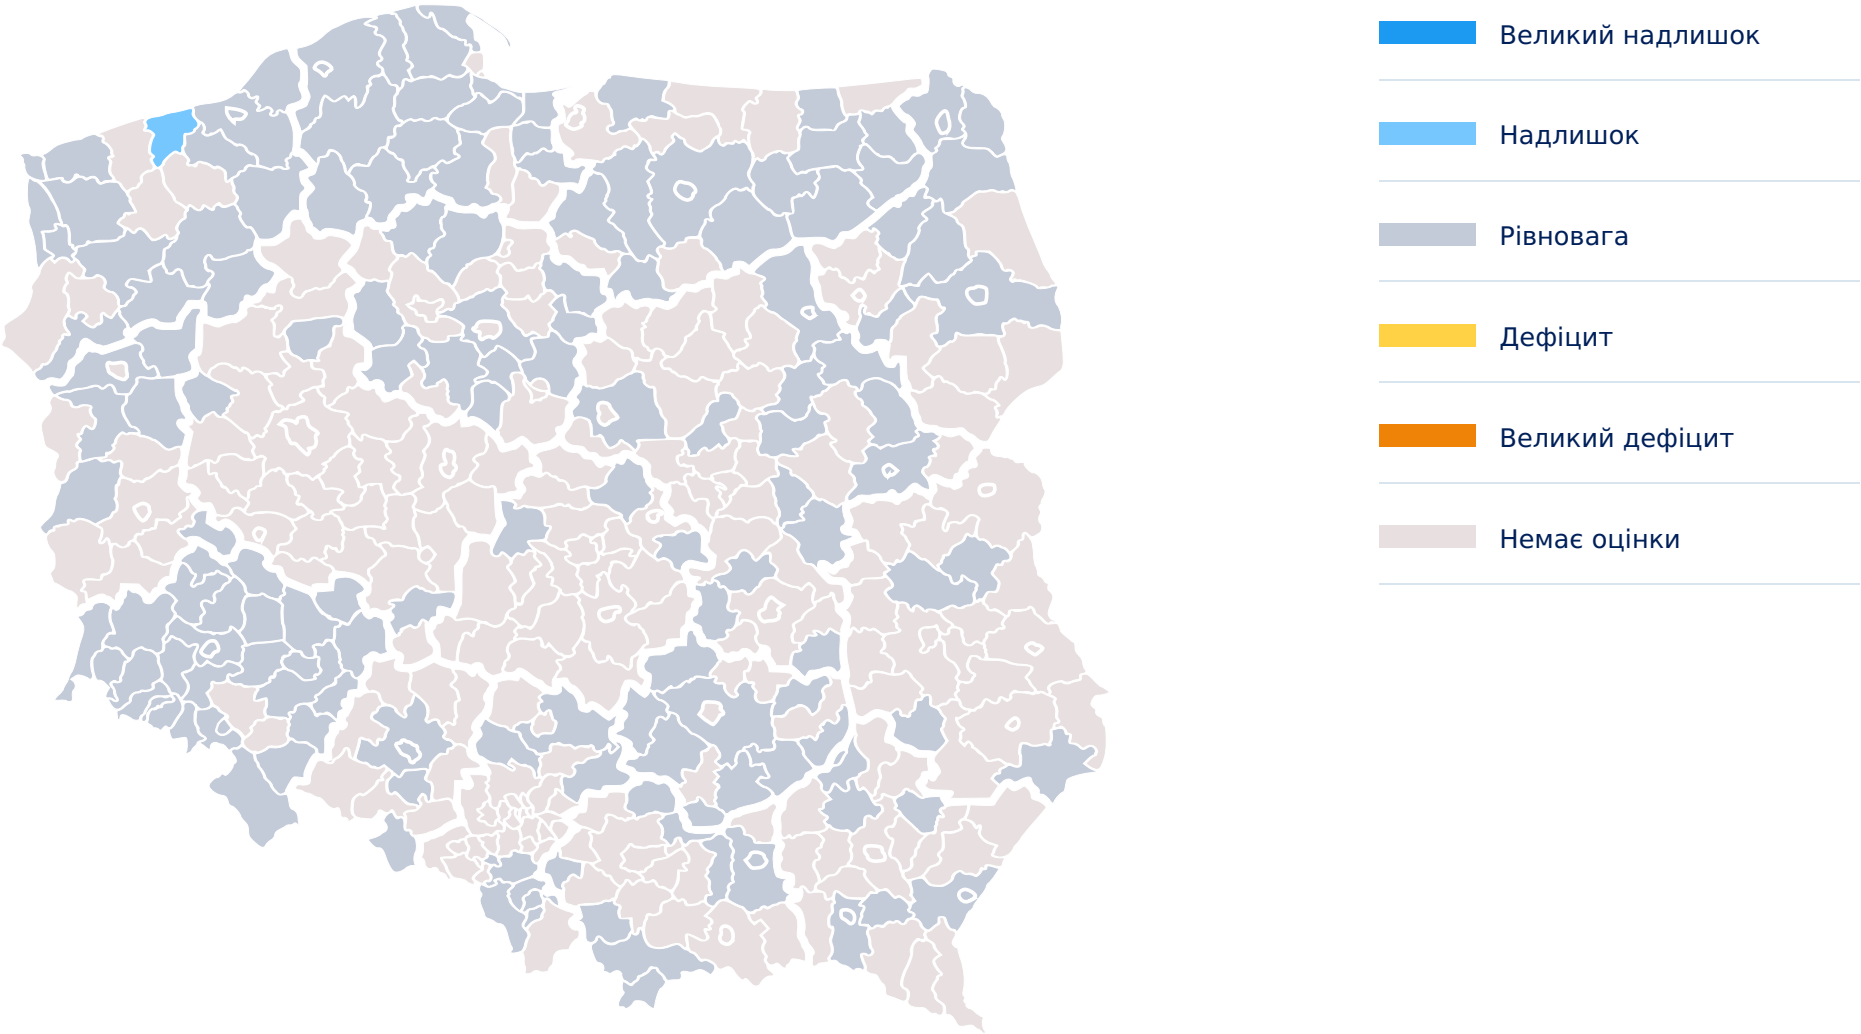 Великий надлишок
Надлишок
Рівновага
Дефіцит
Великий дефіцит
Немає оцінки